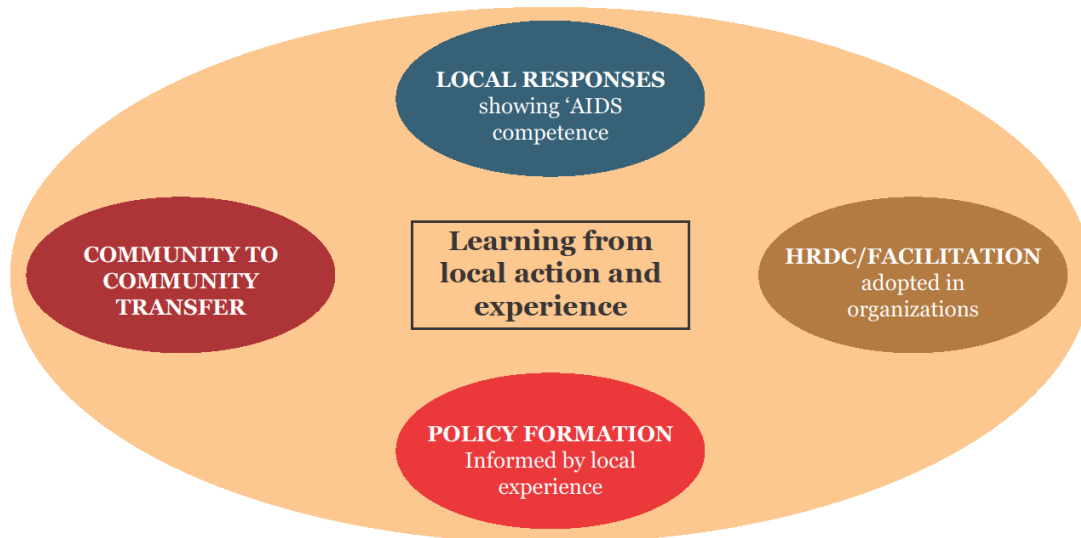 LOCAL RESPONSES
showing ‘AIDS
competence
COMMUNITY TO
COMMUNITY
TRANSFER
Learning from
local action and
experience
HRDC/FACILITATION
adopted in
organizations
POLICY FORMATION
Informed by local
experience